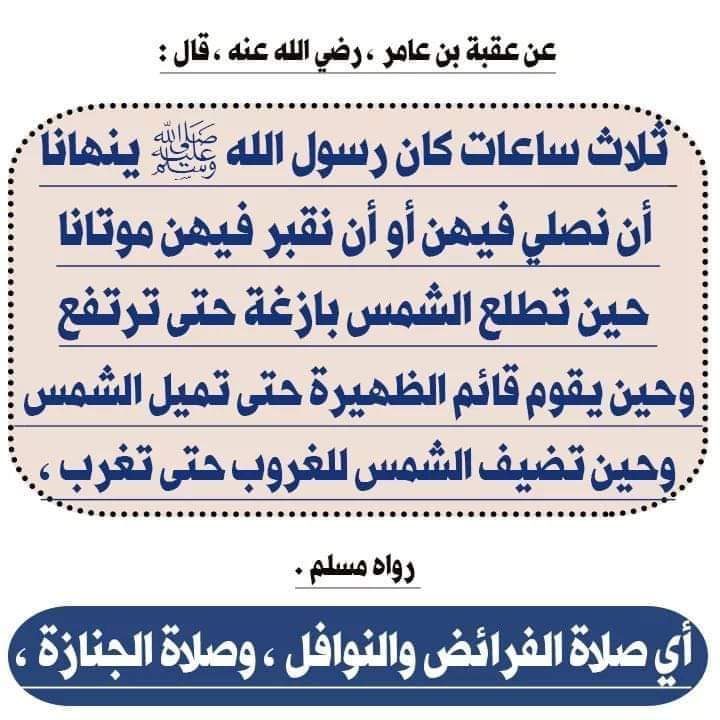 عن عقبة بن عامر ، رضي الله عنه ، قال :
ثلاث ساعات كان رسول الله ﷺ ينهانا
أن نصلي فيهن أو أن نقبر فيهن موتانا
حين تطلع الشمس بازغة حتى ترتفع
وحين يقوم قائم الظهيرة حتى تميل الشمس
وحين تضيف الشمس للغروب حتى تغرب ،
رواه مسلم .
أي صلاة الفرائض والنوافل ، وصلاة الجنازة ،